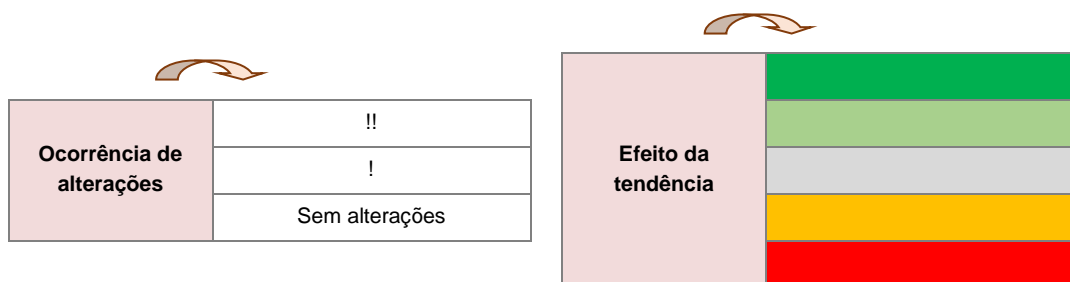 Ocorrência de
alterações
!!
!
Sem alterações
Efeito da
tendência